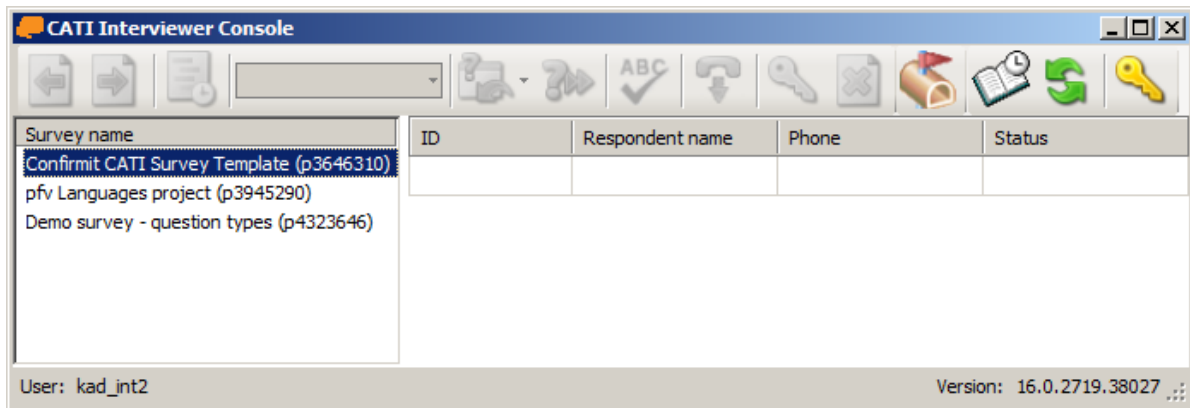 CATI Interviewer Console
ABC
Survey name
ID Respondent name Phone Status
Confirmit CATI Survey Template (p3646310)
pfv Languages project (p3945290)
Demo survey - question types (p4323646)
User: kad_int2 Version: 16.0.2719.38027